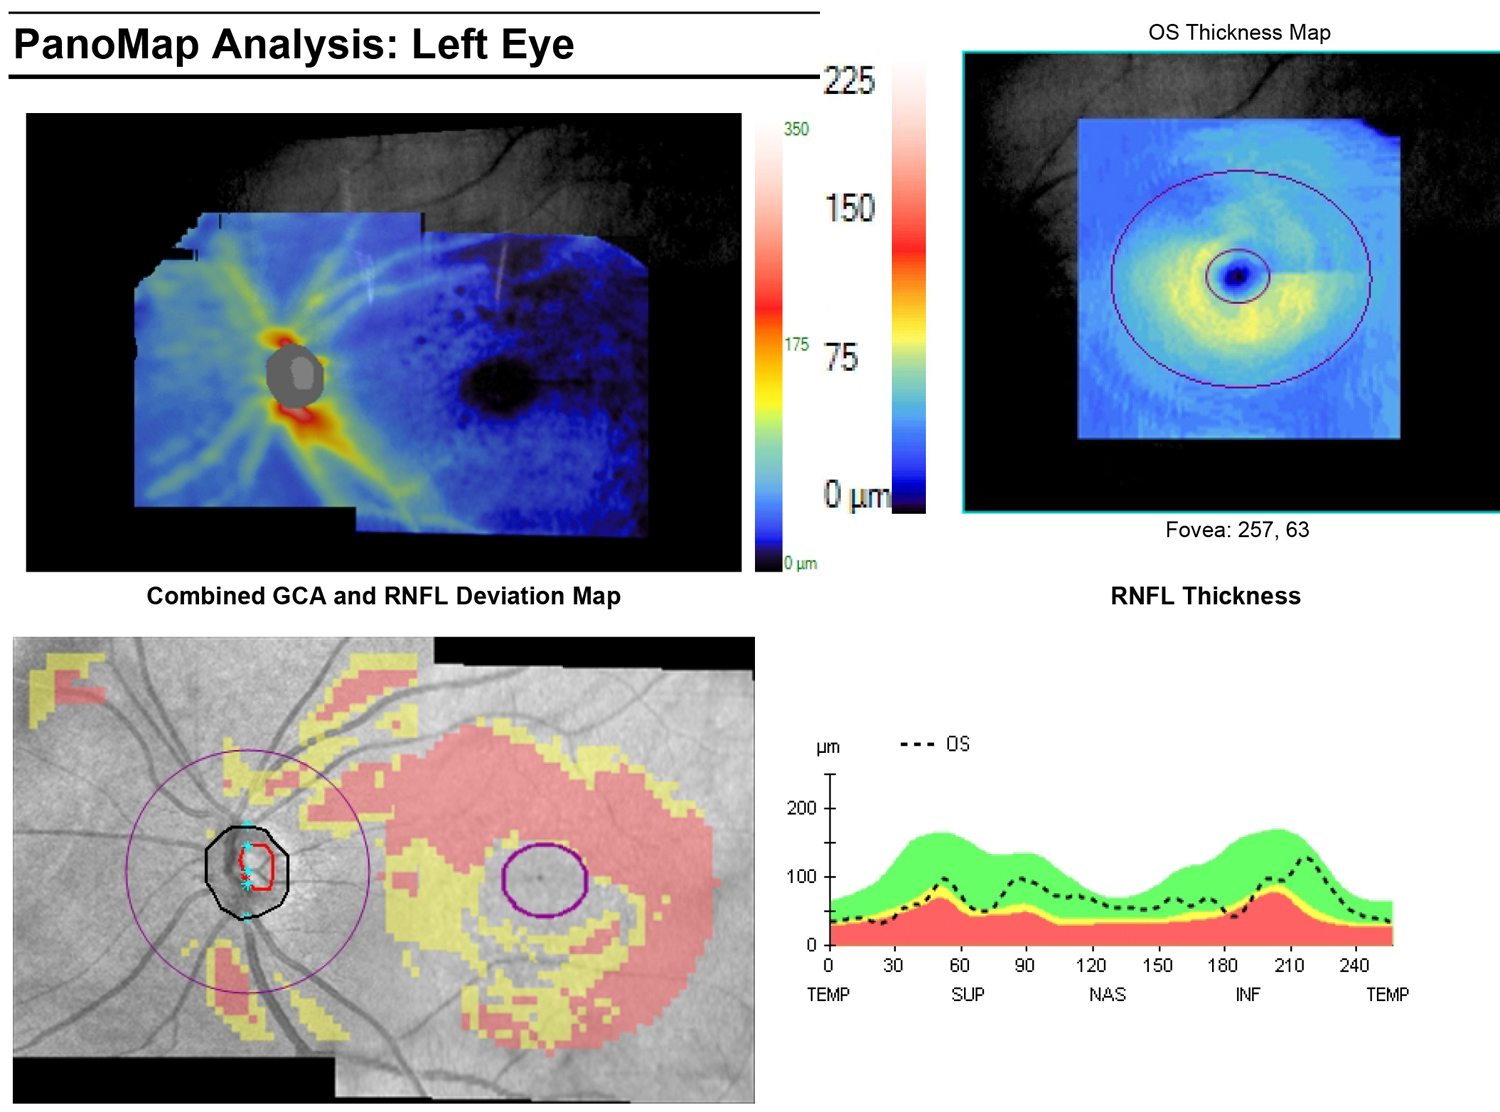 PanoMap Analysis: Left Eye
OS Thickness Map
225
150
75
0 µm
350
175
0 µm
Fovea: 257, 63
Combined GCA and RNFL Deviation Map
RNFL Thickness
µm
OS
200
100
0
0 30 60 90 120 150 180 210 240
TEMP SUP NAS INF TEMP